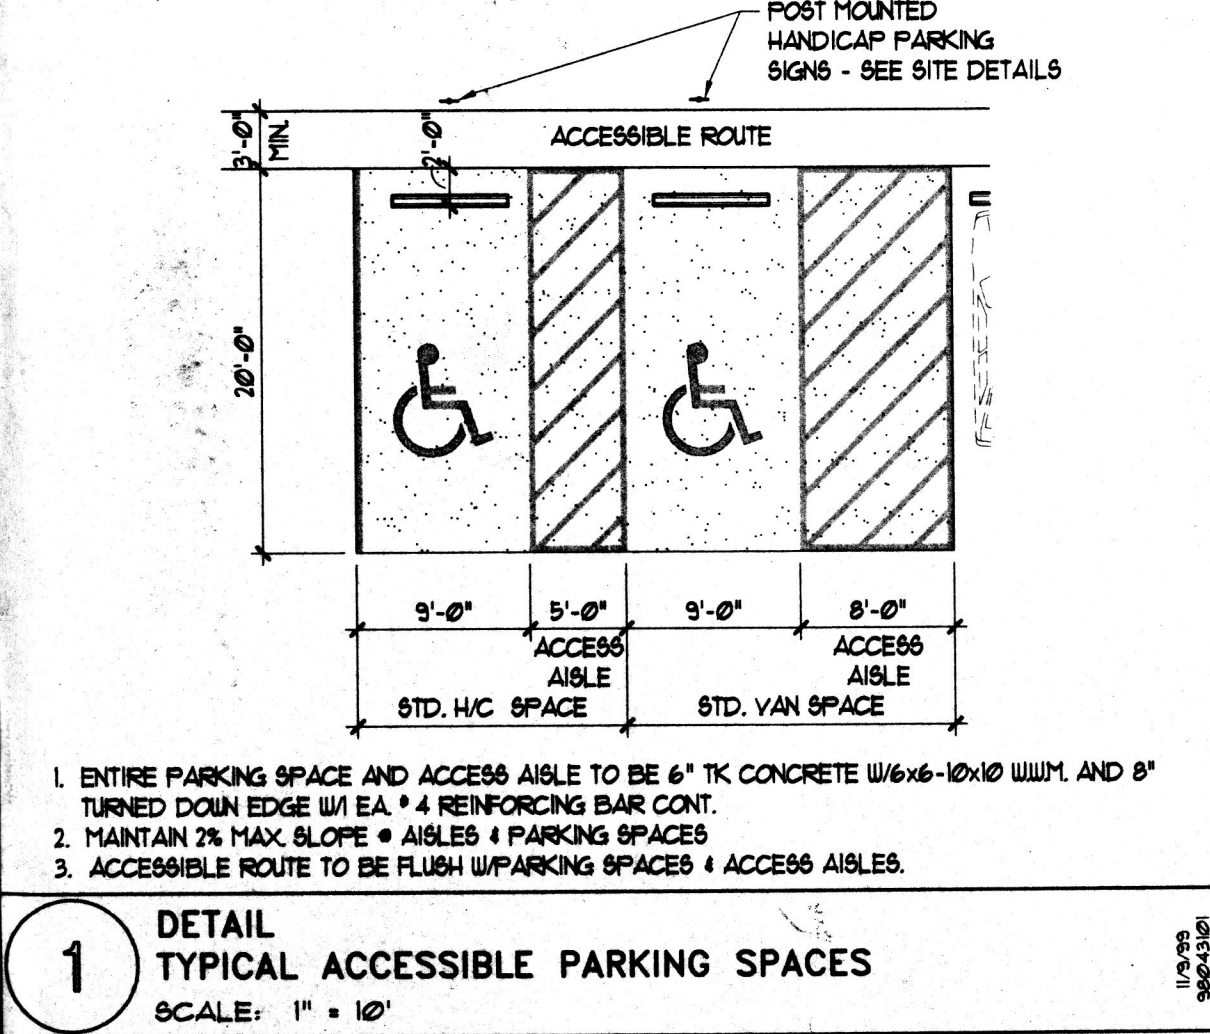 POST MOUNTED
HANDICAP PARKING
SIGNS - SEE SITE DETAILS
3'-0"
MIN.
2'-0"
ACCESSIBLE ROUTE
20'-0"
9'-0"
5'-0"
9'-0"
8'-0"
ACCESS
AISLE
ACCESS
AISLE
STD. H/C SPACE
STD. VAN SPACE
1. ENTIRE PARKING SPACE AND ACCESS AISLE TO BE 6" TK CONCRETE W/6x6-10x10 W.W.M. AND 8"
TURNED DOWN EDGE W/1 EA. # 4 REINFORCING BAR CONT.
2. MAINTAIN 2% MAX. SLOPE @ AISLES & PARKING SPACES
3. ACCESSIBLE ROUTE TO BE FLUSH W/PARKING SPACES & ACCESS AISLES.
1
DETAIL
TYPICAL ACCESSIBLE PARKING SPACES
SCALE: 1" = 10'
11/9/99
98043101